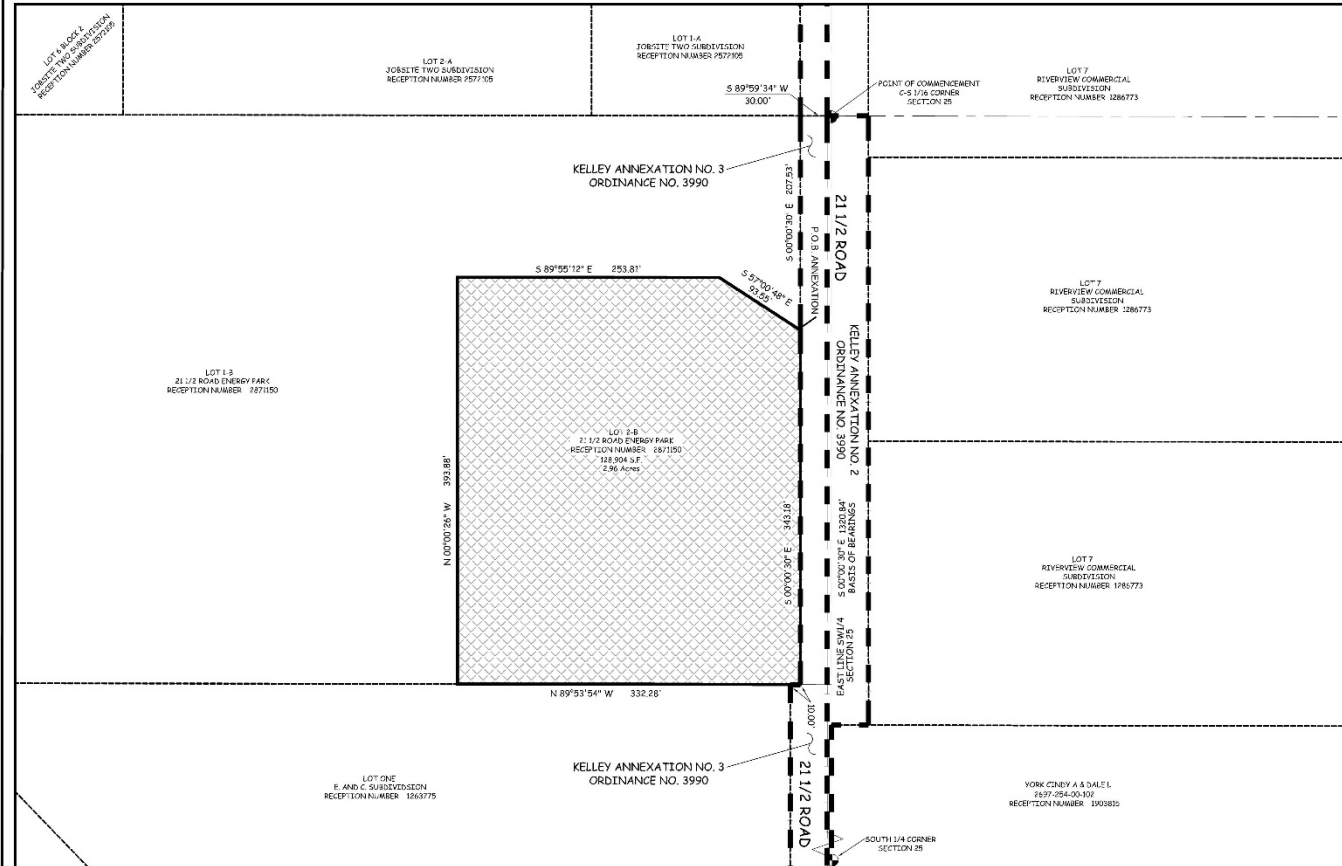 LOT 6 BLOCK 2
JOBSITE TWO SUBDIVISION
RECEPTION NUMBER 2572105
LOT 2-A
JOBSITE TWO SUBDIVISION
RECEPTION NUMBER 2572105
LOT 1-A
JOBSITE TWO SUBDIVISION
RECEPTION NUMBER 2572105
S 89°59'34" W
30.00'
POINT OF COMMENCEMENT
C-S 1/16 CORNER
SECTION 25
LOT 7
RIVERVIEW COMMERCIAL
SUBDIVISION
RECEPTION NUMBER 1286773
KELLEY ANNEXATION NO. 3
ORDINANCE NO. 3990
S 00°00'30" E 207.53'
P.O.B. ANNEXATION
21 1/2 ROAD
S 89°55'12" E 253.81'
S 57°00'48" E
93.55'
LOT 7
RIVERVIEW COMMERCIAL
SUBDIVISION
RECEPTION NUMBER 1286773
KELLEY ANNEXATION NO. 2
ORDINANCE NO. 3990
LOT 1-B
21 1/2 ROAD ENERGY PARK
RECEPTION NUMBER 2871150
LOT 2-B
21 1/2 ROAD ENERGY PARK
RECEPTION NUMBER 2871150
128,904 S.F.
2.96 Acres
N 00°00'26" W 393.88'
S 00°00'30" E 343.18'
BASIS OF BEARINGS
S 00°00'30" E 1320.84'
EAST LINE SW1/4
SECTION 25
LOT 7
RIVERVIEW COMMERCIAL
SUBDIVISION
RECEPTION NUMBER 1286773
N 89°53'54" W 332.28'
10.00'
KELLEY ANNEXATION NO. 3
ORDINANCE NO. 3990
21 1/2 ROAD
LOT ONE
E. AND C. SUBDIVIDSION
RECEPTION NUMBER 1263775
YORK CINDY A & DALE L
2697-254-00-102
RECEPTION NUMBER 1903815
SOUTH 1/4 CORNER
SECTION 25